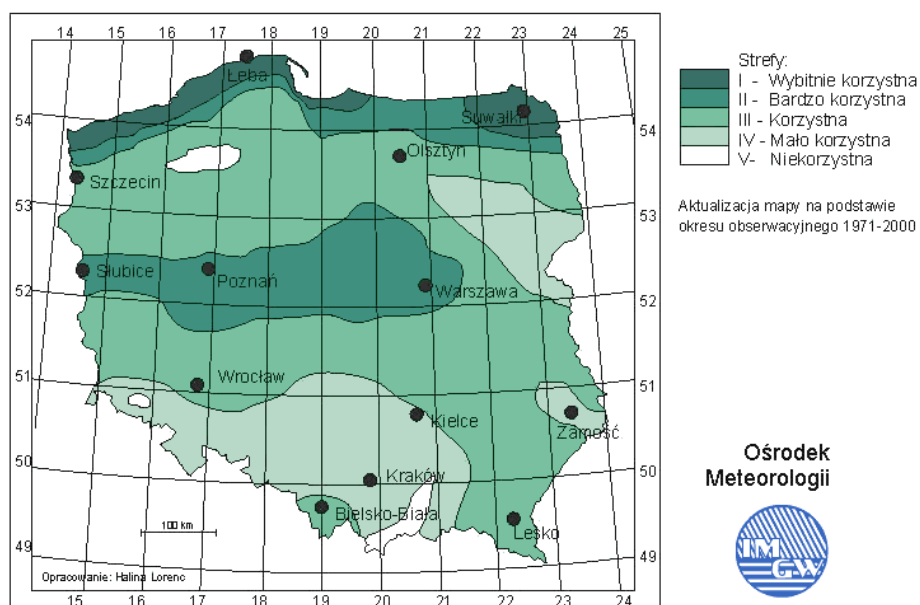 14 15 16 17 18 19 20 21 22 23 24 25
Łeba
54
Suwałki
54
Olsztyn
Szczecin
53
53
Słubice
Poznań
Warszawa
52
52
Wrocław
51
51
Kielce
Zamość
50
Kraków
50
Bielsko-Biała
Lesko
100 km
49
49
Opracowanie: Halina Lorenc
15 16 17 18 19 20 21 22 23 24
Strefy:
I - Wybitnie korzystna
II - Bardzo korzystna
III - Korzystna
IV - Mało korzystna
V- Niekorzystna
Aktualizacja mapy na podstawie
okresu obserwacyjnego 1971-2000
Ośrodek
Meteorologii
IM
GW